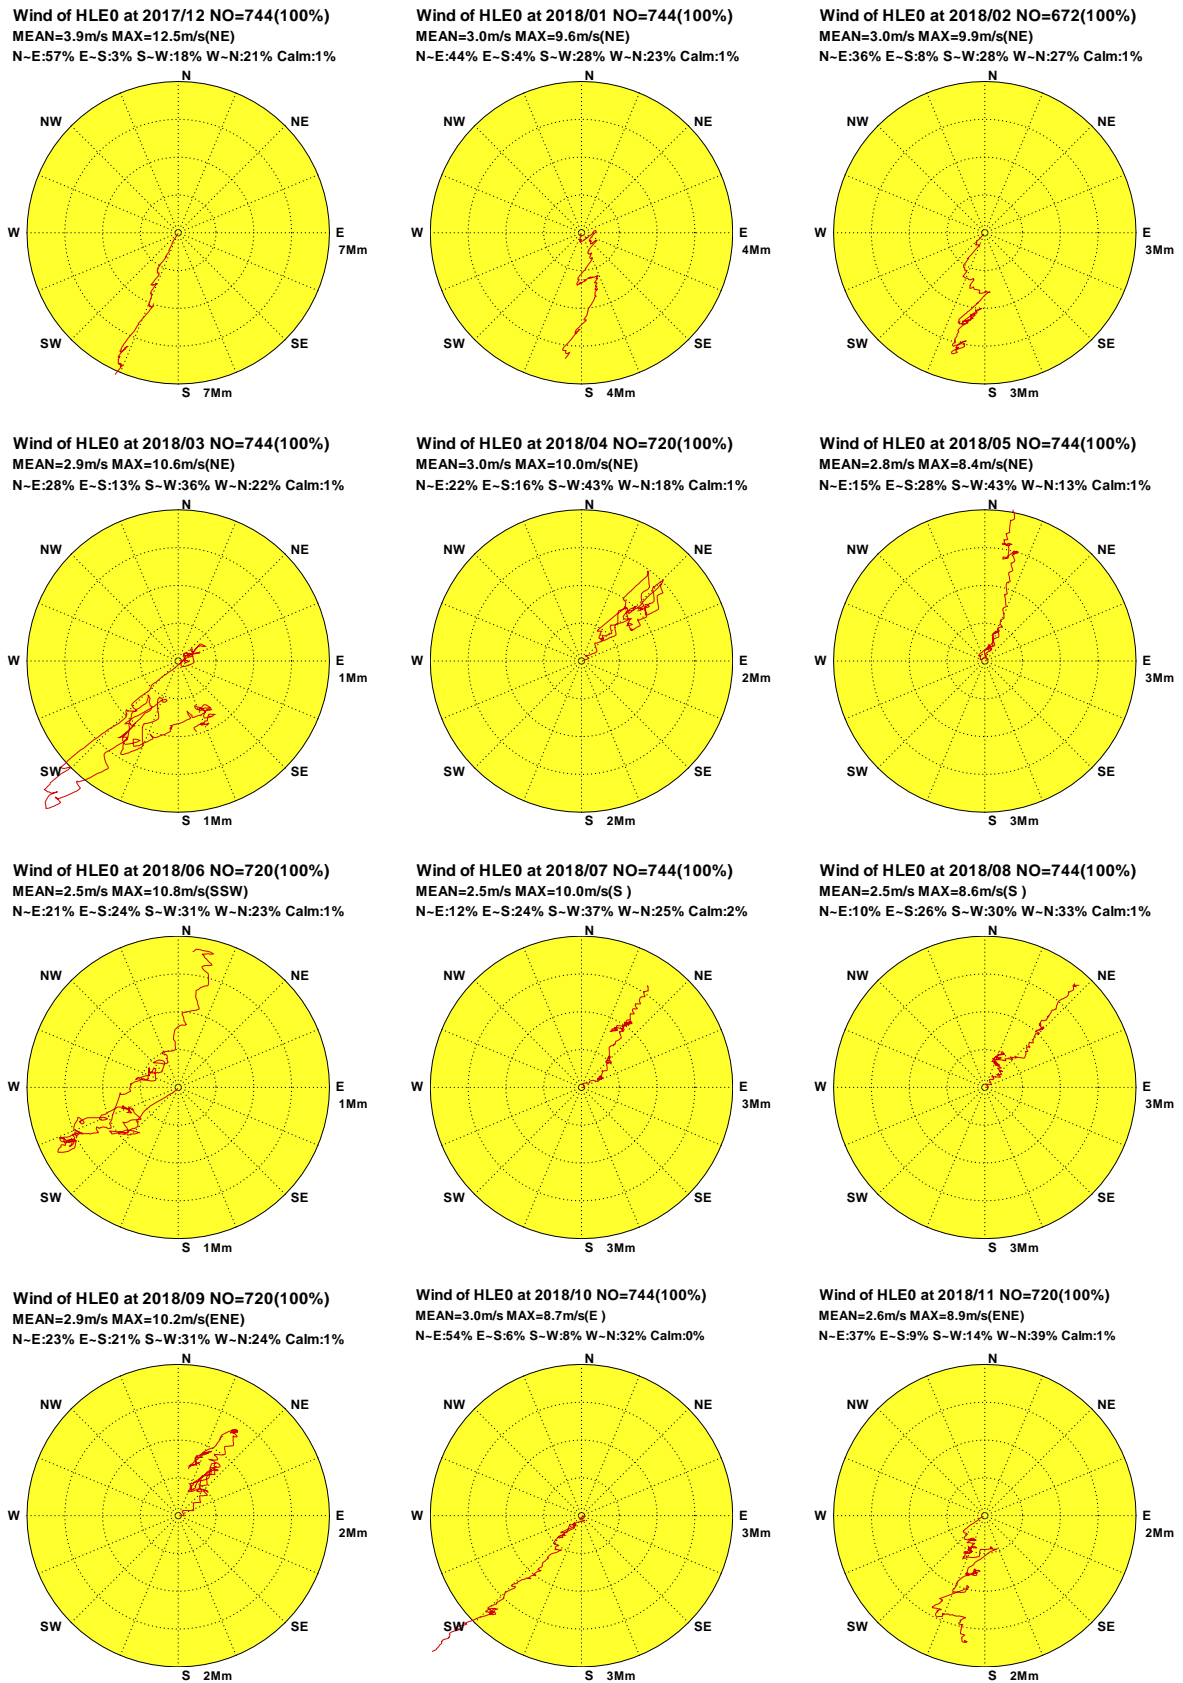 Wind of HLE0 at 2017/12 NO=744(100%)
MEAN=3.9m/s MAX=12.5m/s(NE)
N~E:57% E~S:3% S~W:18% W~N:21% Calm:1%
N
NW
NE
W
E
7Mm
SW
SE
S 7Mm
Wind of HLE0 at 2018/01 NO=744(100%)
MEAN=3.0m/s MAX=9.6m/s(NE)
N~E:44% E~S:4% S~W:28% W~N:23% Calm:1%
N
NW
NE
W
E
4Mm
SW
SE
S 4Mm
Wind of HLE0 at 2018/02 NO=672(100%)
MEAN=3.0m/s MAX=9.9m/s(NE)
N~E:36% E~S:8% S~W:28% W~N:27% Calm:1%
N
NW
NE
W
E
3Mm
SW
SE
S 3Mm
Wind of HLE0 at 2018/03 NO=744(100%)
MEAN=2.9m/s MAX=10.6m/s(NE)
N~E:28% E~S:13% S~W:36% W~N:22% Calm:1%
N
NW
NE
W
E
1Mm
SW
SE
S 1Mm
Wind of HLE0 at 2018/04 NO=720(100%)
MEAN=3.0m/s MAX=10.0m/s(NE)
N~E:22% E~S:16% S~W:43% W~N:18% Calm:1%
N
NW
NE
W
E
2Mm
SW
SE
S 2Mm
Wind of HLE0 at 2018/05 NO=744(100%)
MEAN=2.8m/s MAX=8.4m/s(NE)
N~E:15% E~S:28% S~W:43% W~N:13% Calm:1%
N
NW
NE
W
E
3Mm
SW
SE
S 3Mm
Wind of HLE0 at 2018/06 NO=720(100%)
MEAN=2.5m/s MAX=10.8m/s(SSW)
N~E:21% E~S:24% S~W:31% W~N:23% Calm:1%
N
NW
NE
W
E
1Mm
SW
SE
S 1Mm
Wind of HLE0 at 2018/07 NO=744(100%)
MEAN=2.5m/s MAX=10.0m/s(S )
N~E:12% E~S:24% S~W:37% W~N:25% Calm:2%
N
NW
NE
W
E
3Mm
SW
SE
S 3Mm
Wind of HLE0 at 2018/08 NO=744(100%)
MEAN=2.5m/s MAX=8.6m/s(S )
N~E:10% E~S:26% S~W:30% W~N:33% Calm:1%
N
NW
NE
W
E
3Mm
SW
SE
S 3Mm
Wind of HLE0 at 2018/09 NO=720(100%)
MEAN=2.9m/s MAX=10.2m/s(ENE)
N~E:23% E~S:21% S~W:31% W~N:24% Calm:1%
N
NW
NE
W
E
2Mm
SW
SE
S 2Mm
Wind of HLE0 at 2018/10 NO=744(100%)
MEAN=3.0m/s MAX=8.7m/s(E )
N~E:54% E~S:6% S~W:8% W~N:32% Calm:0%
N
NW
NE
W
E
3Mm
SW
SE
S 3Mm
Wind of HLE0 at 2018/11 NO=720(100%)
MEAN=2.6m/s MAX=8.9m/s(ENE)
N~E:37% E~S:9% S~W:14% W~N:39% Calm:1%
N
NW
NE
W
E
2Mm
SW
SE
S 2Mm